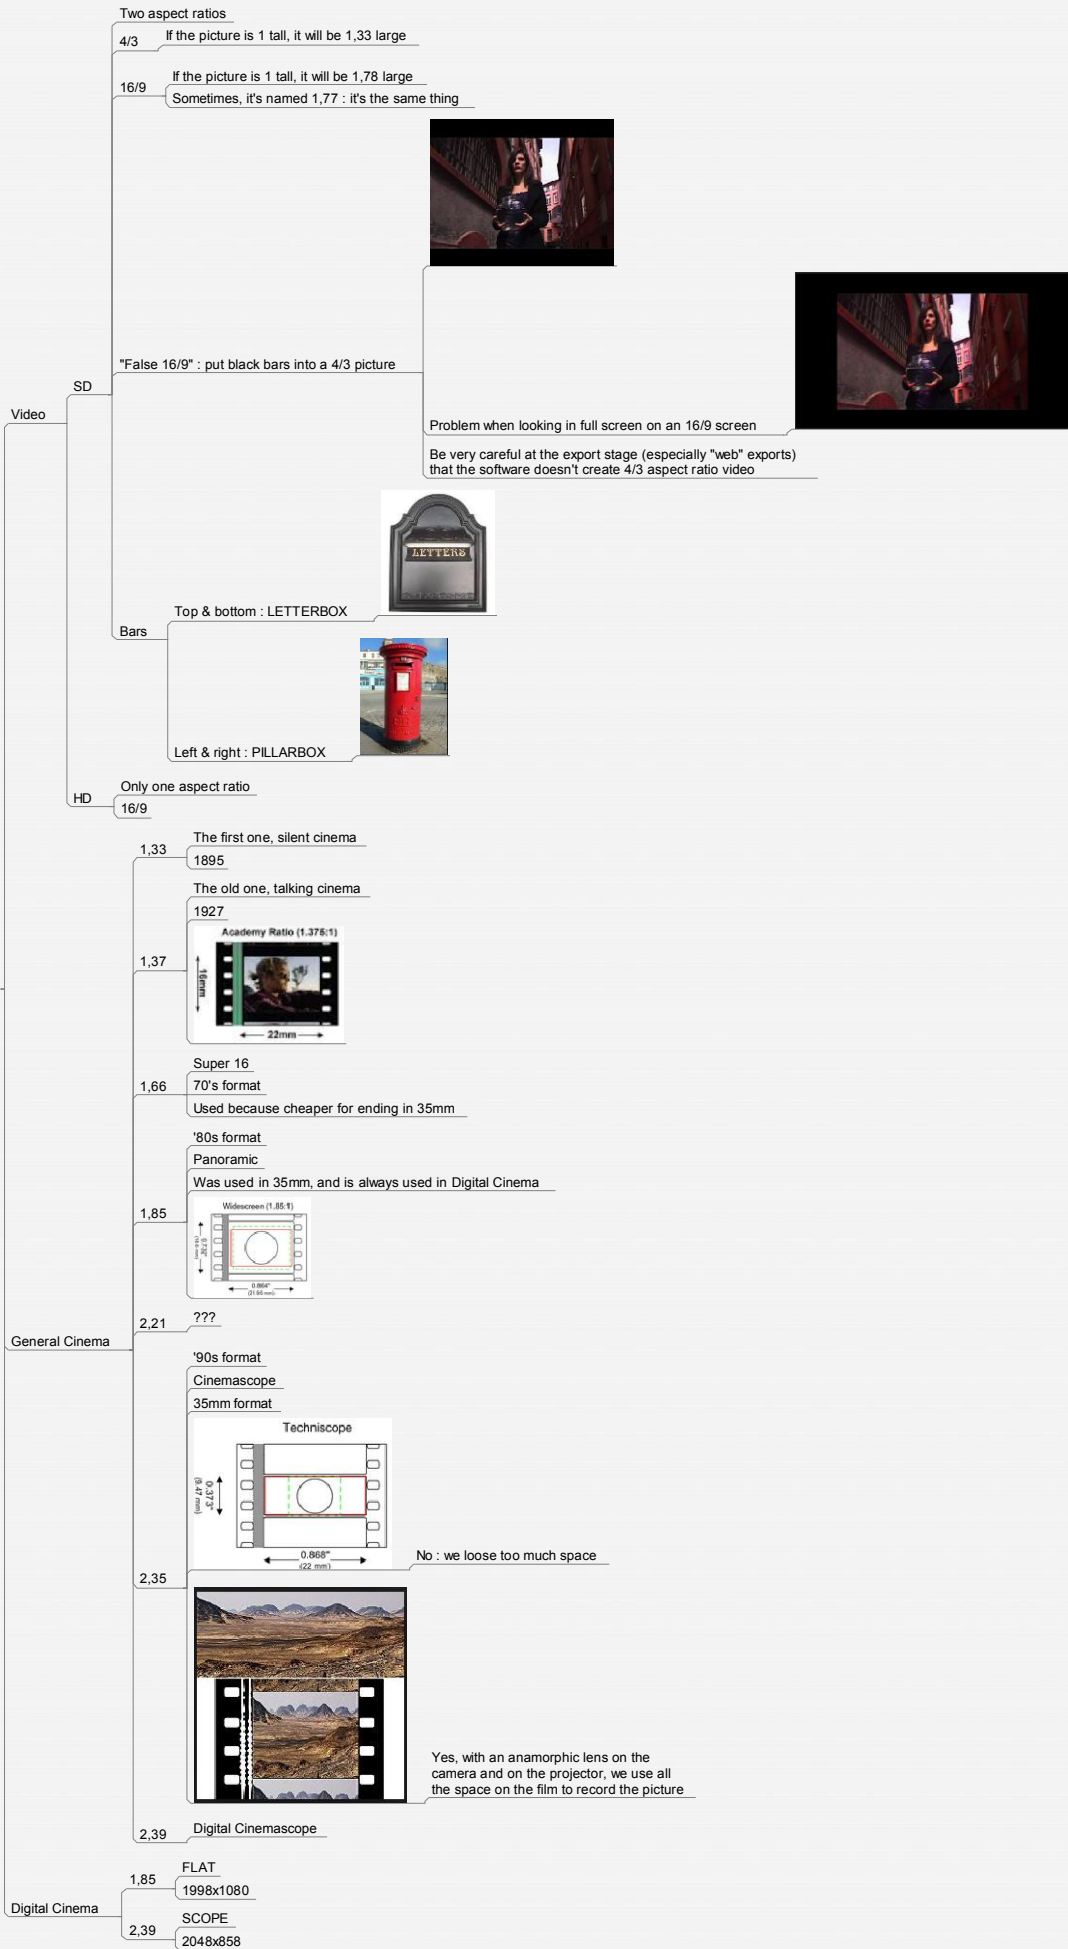 Two aspect ratios
4/3
If the picture is 1 tall, it will be 1,33 large
16/9
If the picture is 1 tall, it will be 1,78 large
Sometimes, it's named 1,77 : it's the same thing
"False 16/9" : put black bars into a 4/3 picture
SD
Video
Problem when looking in full screen on an 16/9 screen
Be very careful at the export stage (especially "web" exports)
that the software doesn't create 4/3 aspect ratio video
LETTERS
Top & bottom : LETTERBOX
Bars
Left & right : PILLARBOX
HD
Only one aspect ratio
16/9
1,33
The first one, silent cinema
1895
The old one, talking cinema
1927
1,37
Academy Ratio (1.375:1)
16mm
22mm
1,66
Super 16
70's format
Used because cheaper for ending in 35mm
'80s format
Panoramic
Was used in 35mm, and is always used in Digital Cinema
1,85
Widescreen (1.85:1)
0.864"
(21.95 mm)
2,21
???
General Cinema
'90s format
Cinemascope
35mm format
Techniscope
0.373"
(9.47 mm)
0.868"
(22 mm)
No : we loose too much space
2,35
Yes, with an anamorphic lens on the
camera and on the projector, we use all
the space on the film to record the picture
2,39
Digital Cinemascope
Digital Cinema
1,85
FLAT
1998x1080
2,39
SCOPE
2048x858